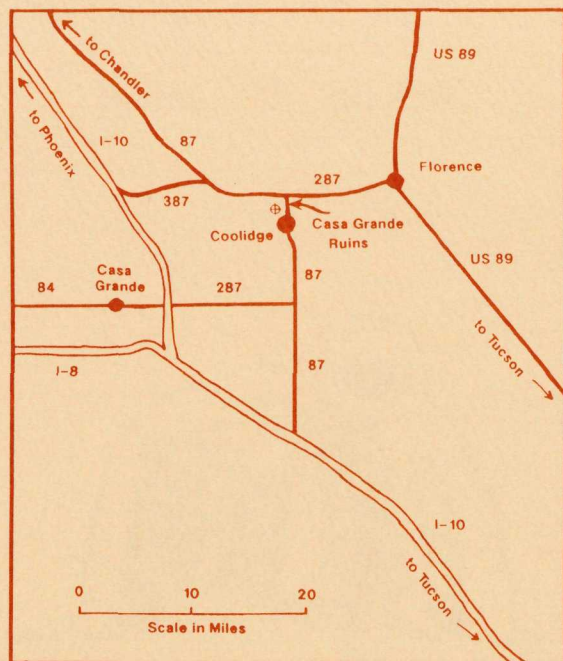 to Chandler
US 89
to Phoenix
I-10
87
287
Florence
387
Casa Grande
Ruins
Coolidge
US 89
Casa
Grande
84
287
87
to Tucson
I-8
87
I-10
to Tucson
0 10 20
Scale in Miles